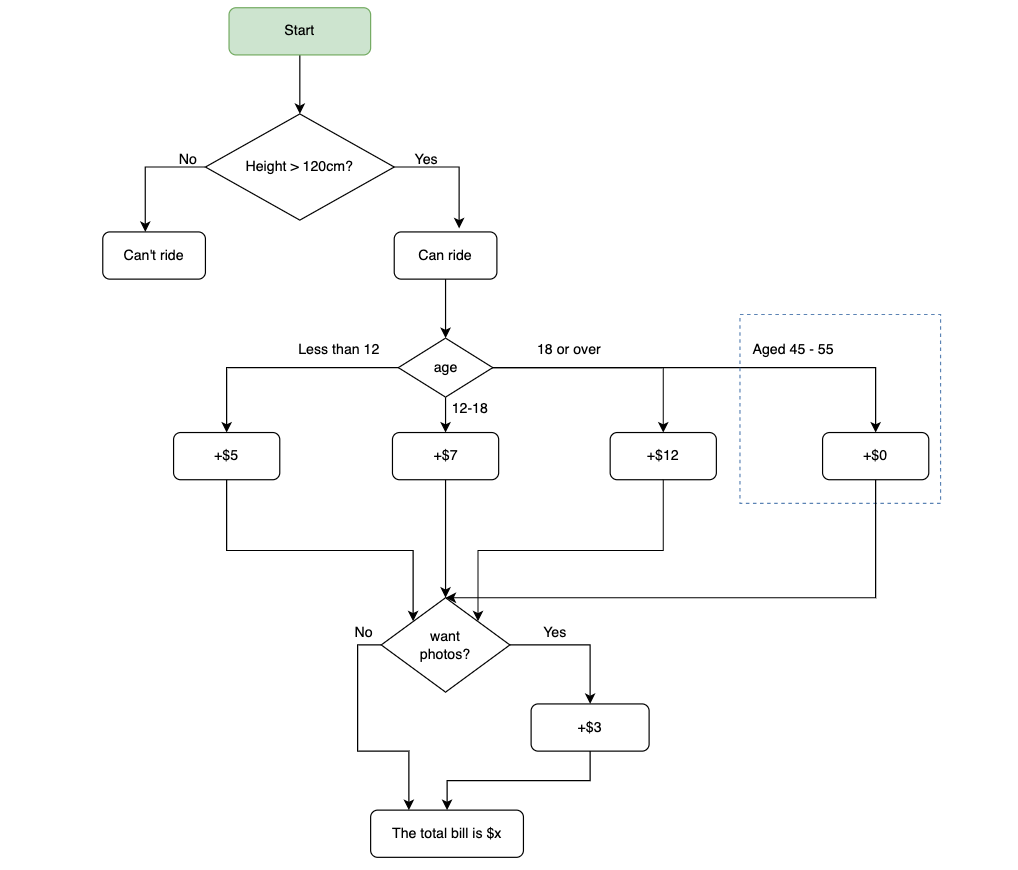 Start
Height > 120cm?
No
Yes
Can't ride
Can ride
Less than 12
age
18 or over
Aged 45 - 55
12-18
+$5
+$7
+$12
+$0
No
want
photos?
Yes
+$3
The total bill is $x